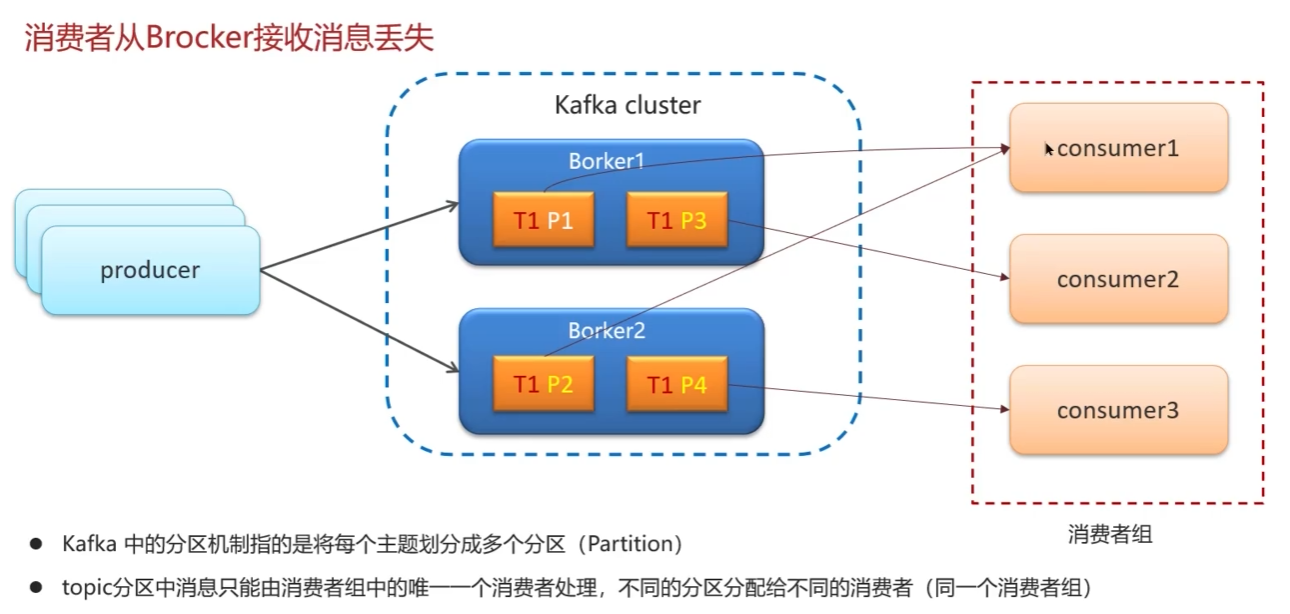 消费者从Brocker接收消息丢失
Kafka cluster
Borker1
T1 P1
T1 P3
producer
Borker2
T1 P2
T1 P4
consumer1
consumer2
consumer3
消费者组
Kafka 中的分区机制指的是将每个主题划分成多个分区（Partition）
topic分区中消息只能由消费者组中的唯一一个消费者处理，不同的分区分配给不同的消费者（同一个消费者组）